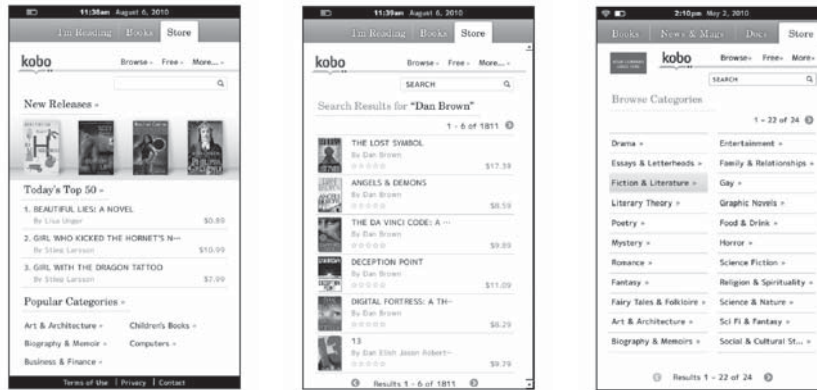 11:38am August 6, 2010
I'm Reading Books Store
kobo Browse Free More...
New Releases
Today's Top 50
1. BEAUTIFUL LIES: A NOVEL
By Lisa Unger $0.89
2. GIRL WHO KICKED THE HORNET'S N...
By Stieg Larsson $10.99
3. GIRL WITH THE DRAGON TATTOO
By Stieg Larsson $7.99
Popular Categories
Art & Architecture Children's Books
Biography & Memoir Computers
Business & Finance
Terms of Use | Privacy | Contact
11:39am August 6, 2010
I'm Reading Books Store
kobo Browse Free More...
SEARCH
Search Results for "Dan Brown"
1 - 6 of 1811
THE LOST SYMBOL
By Dan Brown
$17.39
ANGELS & DEMONS
By Dan Brown
$8.59
THE DA VINCI CODE: A ...
By Dan Brown
$9.89
DECEPTION POINT
By Dan Brown
$11.09
DIGITAL FORTRESS: A TH...
By Dan Brown
$8.29
13
By Dan Elish Jason Robert...
$9.79
Results 1 - 6 of 1811
2:10pm May 2, 2010
Books News & Mags Docs Store
kobo Browse Free More
SEARCH
Browse Categories
1 - 22 of 24
Drama » Entertainment »
Essays & Letterheads » Family & Relationships »
Fiction & Literature » Gay »
Literary Theory » Graphic Novels »
Poetry » Food & Drink »
Mystery » Horror »
Romance » Science Fiction »
Fantasy » Religion & Spirituality »
Fairy Tales & Folkloire » Science & Nature »
Art & Architecture » Sci Fi & Fantasy »
Biography & Memoirs » Social & Cultural St... »
Results 1 - 22 of 24